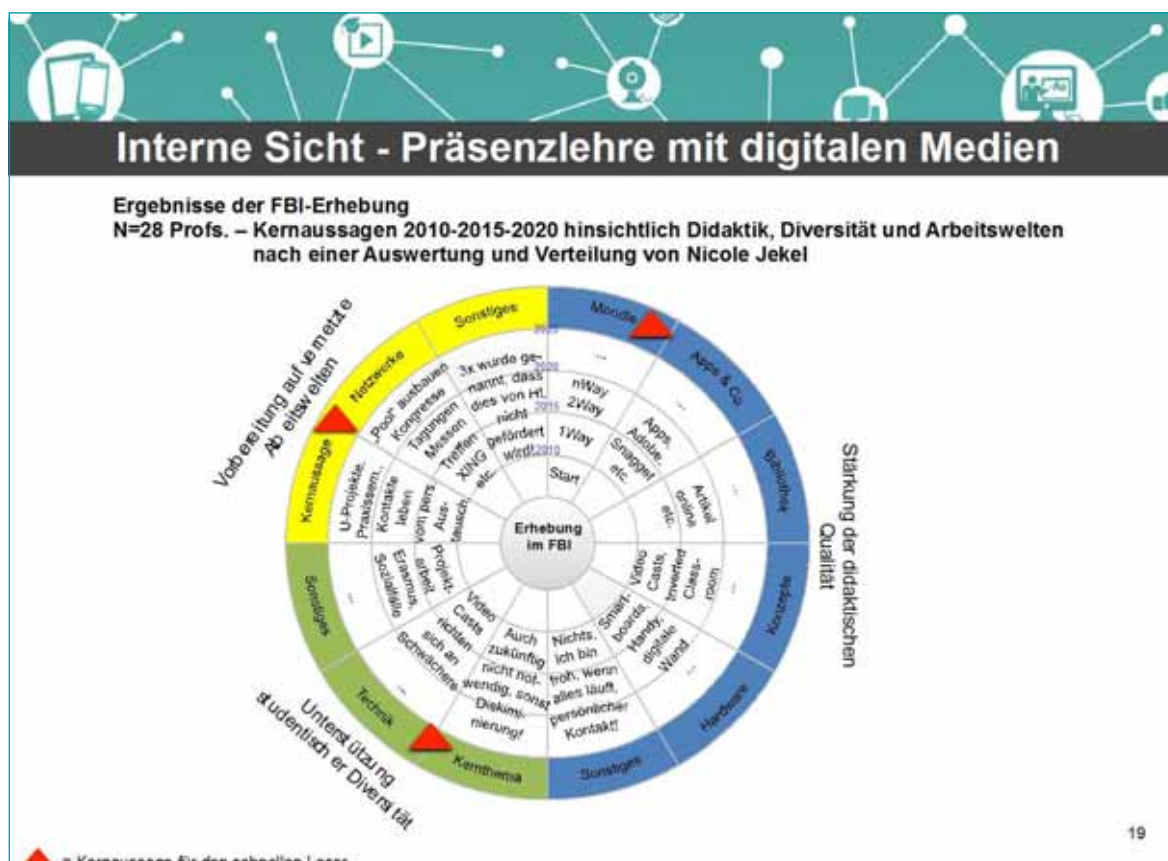 Interne Sicht - Präsenzlehre mit digitalen Medien
Ergebnisse der FBI-Erhebung
N=28 Profs. – Kernaussagen 2010-2015-2020 hinsichtlich Didaktik, Diversität und Arbeitswelten
nach einer Auswertung und Verteilung von Nicole Jekel
Vorbereitung auf vernetzte
Arbeitswelten
Stärkung der didaktischen
Qualität
Unterstützung
studentischer Diversität
Erhebung
im FBI
Moodle
Apps & Co.
Bibliothek
Konzepte
Hardware
Sonstiges
Kernthema
Technik
Sonstiges
Kernaussage
Netzwerke
Sonstiges
2020
2015
2010
...
nWay
2Way
1Way
Start
...
Apps,
Adobe,
Snagget
etc.
...
Artikel
online
etc.
...
Video
Casts,
Inverted
Class-
room
Smart-
boards,
Handy,
digitale
Wand
...
Nichts,
ich bin
froh, wenn
alles läuft,
persönlicher
Kontakt!
Auch
zukünftig
nicht not-
wendig, sonst
Diskimi-
nierung!
Video
Casts
richten
sich an
Schwächere
...
Projekt-
arbeit
Erasmus,
Sozialfälle
...
U-Projekte,
Praxissem.,
Kontakte
leben
vom pers.
Aus-
tausch
„Pool“ ausbauen
Kongresse
Tagungen
Messen
Treffen
XING
etc.
3x wurde ge-
nannt, dass
dies von HL
nicht
gefördert
wird!
19
= Kernaussage für den schnellen Leser